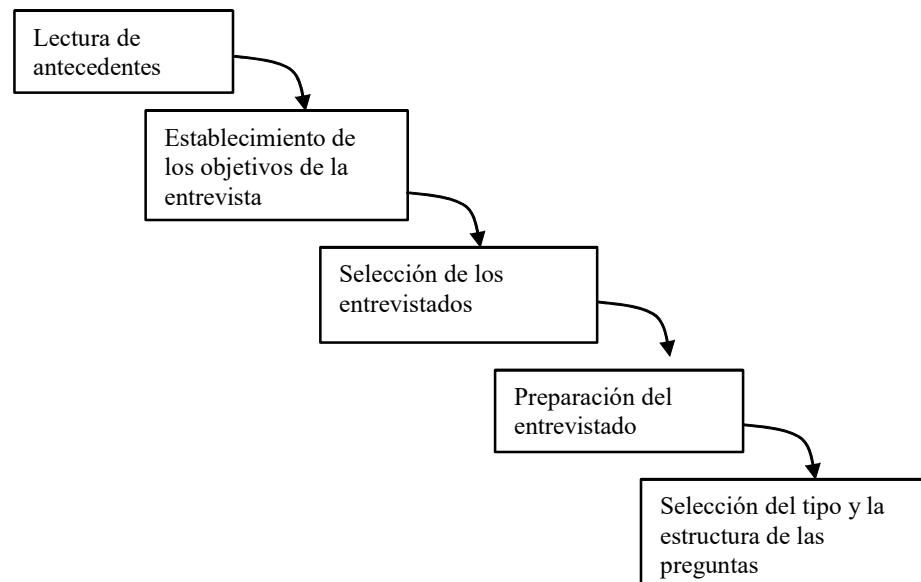 Lectura de
antecedentes
Establecimiento de
los objetivos de la
entrevista
Selección de los
entrevistados
Preparación del
entrevistado
Selección del tipo y la
estructura de las
preguntas